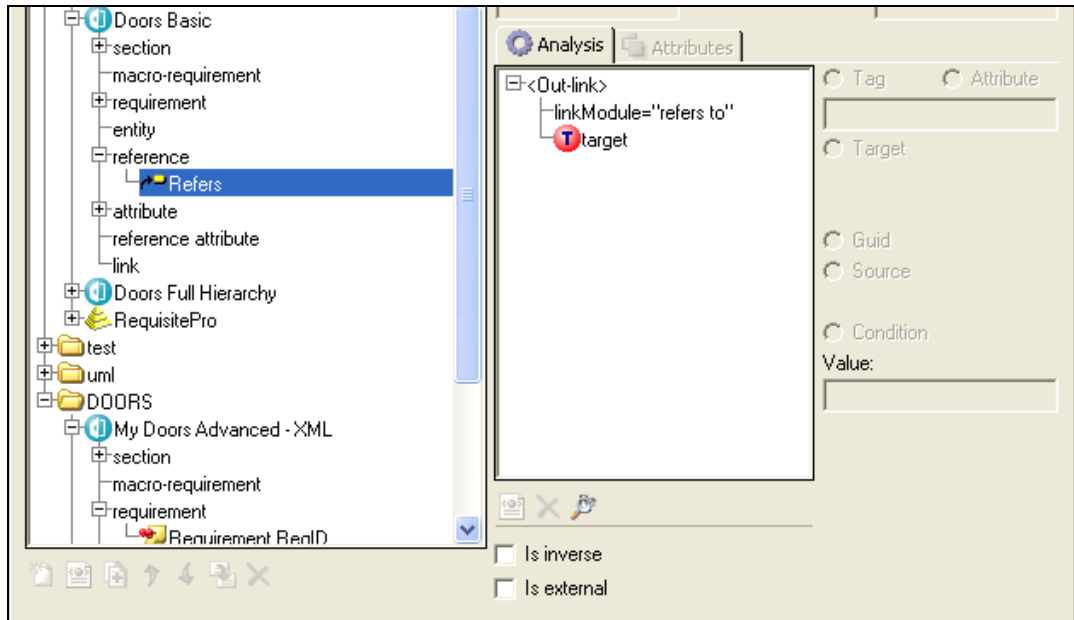 Doors Basic
section
macro-requirement
requirement
entity
reference
Refers
attribute
reference attribute
link
Doors Full Hierarchy
RequisitePro
test
uml
DOORS
My Doors Advanced - XML
section
macro-requirement
requirement
Requirement ReqID
Analysis Attributes
<Out-link>
linkModule="refers to"
T target
Tag Attribute
Target
Guid
Source
Condition
Value:
Is inverse
Is external